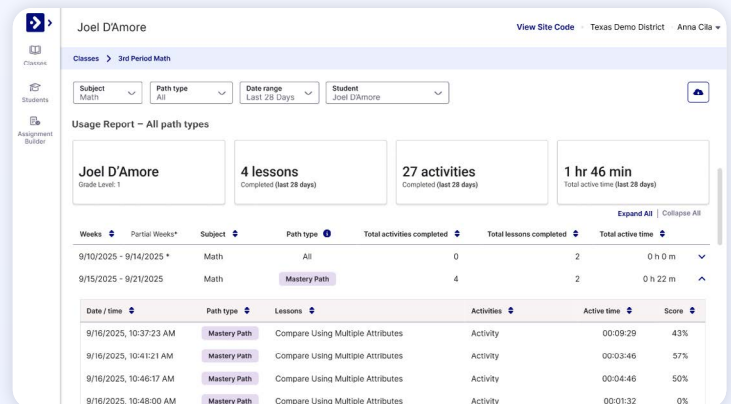 Joel D'Amore
View Site Code
Texas Demo District
Anna Cila
Classes
Students
Assignment
Builder
Classes > 3rd Period Math
Subject
Math
Path type
All
Date range
Last 28 Days
Student
Joel D'Amore
Usage Report – All path types
Joel D'Amore
Grade Level: 1
4 lessons
Completed (last 28 days)
27 activities
Completed (last 28 days)
1 hr 46 min
Total active time (last 28 days)
Expand All | Collapse All
Weeks Partial Weeks* Subject Path type Total activities completed Total lessons completed Total active time
9/10/2025 - 9/14/2025 * Math All 0 2 0 h 0 m
9/15/2025 - 9/21/2025 Math Mastery Path 4 2 0 h 22 m
Date / time Path type Lessons Activities Active time Score
9/16/2025, 10:37:23 AM Mastery Path Compare Using Multiple Attributes Activity 00:09:29 43%
9/16/2025, 10:41:21 AM Mastery Path Compare Using Multiple Attributes Activity 00:03:46 57%
9/16/2025, 10:46:17 AM Mastery Path Compare Using Multiple Attributes Activity 00:04:46 50%
9/16/2025, 10:48:00 AM Mastery Path Compare Using Multiple Attributes Activity 00:01:32 0%